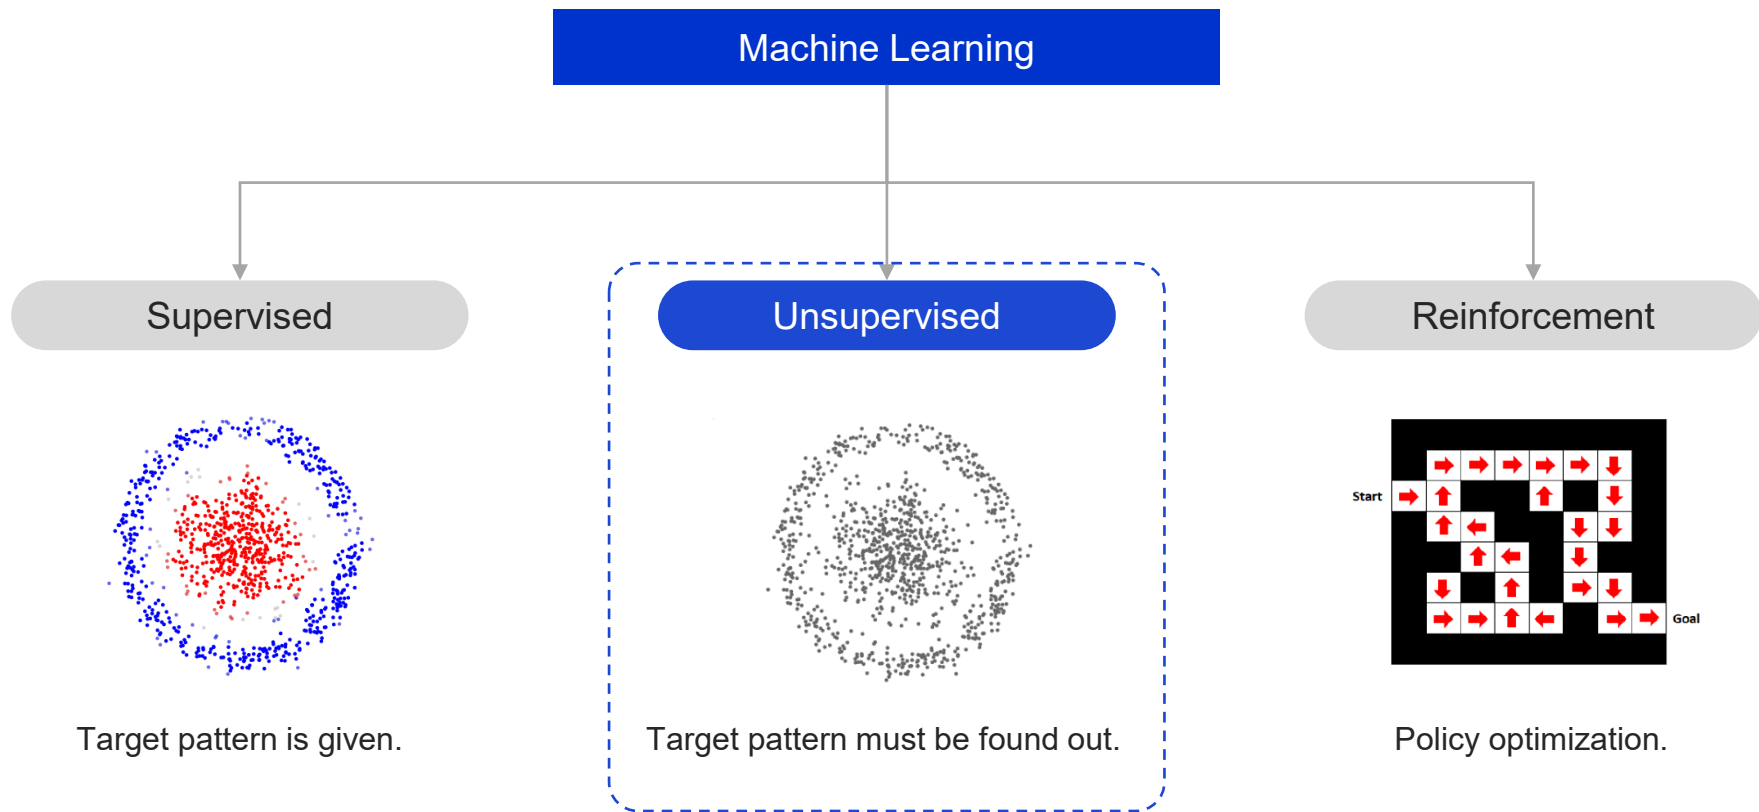 Machine Learning
Supervised
Unsupervised
Reinforcement
Start
Goal
Target pattern is given.
Target pattern must be found out.
Policy optimization.